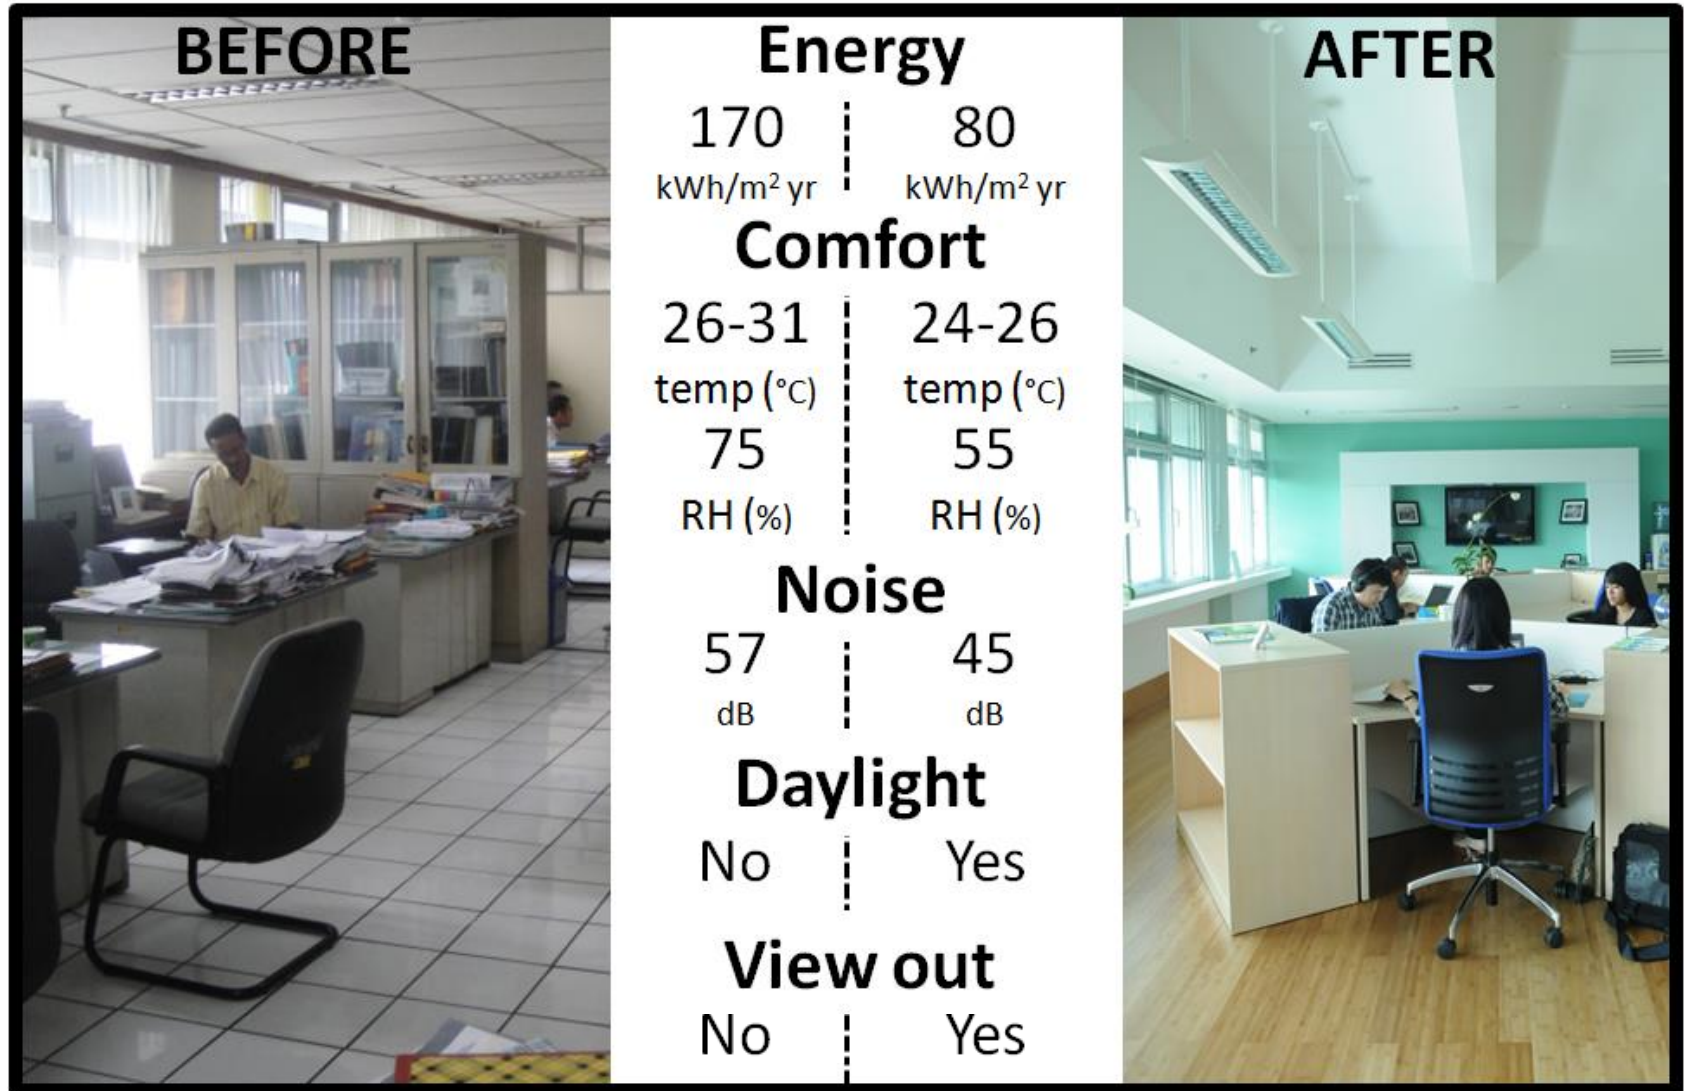 BEFORE
Energy
AFTER
170 80
kWh/m² yr kWh/m² yr
Comfort
26-31 24-26
temp (°C) temp (°C)
75 55
RH (%) RH (%)
Noise
57 45
dB dB
Daylight
No Yes
View out
No Yes